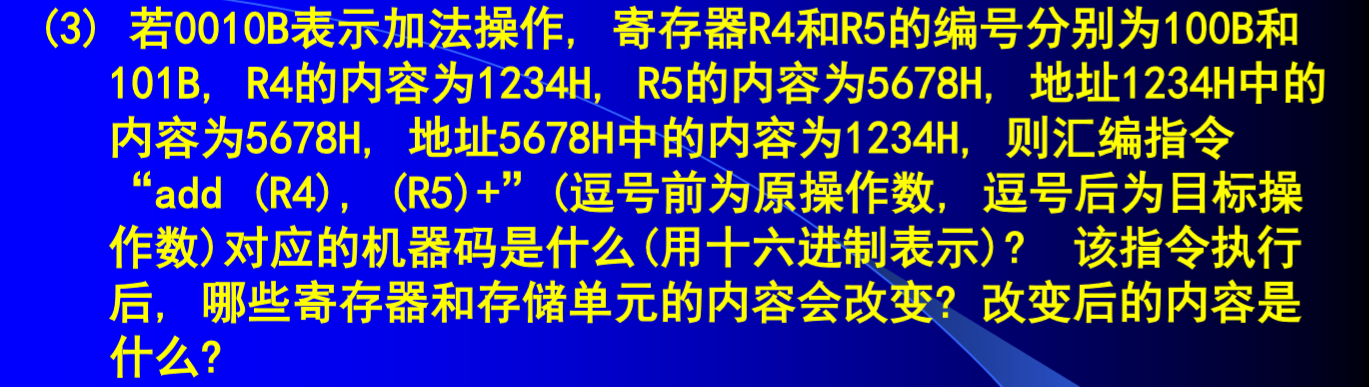 (3) 若0010B表示加法操作, 寄存器R4和R5的编号分别为100B和
101B, R4的内容为1234H, R5的内容为5678H, 地址1234H中的
内容为5678H, 地址5678H中的内容为1234H, 则汇编指令
“add (R4), (R5)+”(逗号前为原操作数, 逗号后为目标操
作数)对应的机器码是什么(用十六进制表示)? 该指令执行
后, 哪些寄存器和存储单元的内容会改变? 改变后的内容是
什么?